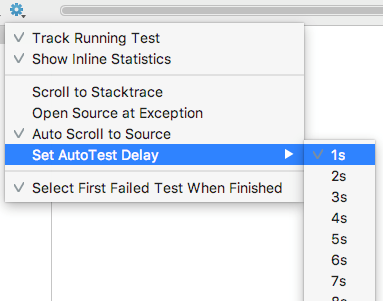 Track Running Test
Show Inline Statistics
Scroll to Stacktrace
Open Source at Exception
Auto Scroll to Source
Set AutoTest Delay
1s
2s
3s
4s
5s
6s
7s
Select First Failed Test When Finished